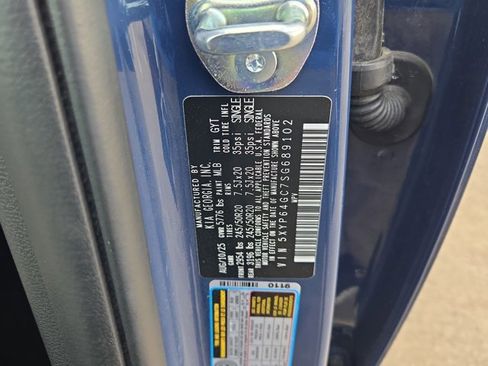 MANUFACTURED BY
KIA GEORGIA, INC.
AUG/10/25 GVWR 5776 lbs PAINT MLB TRIM GYT
GAWR TIRES RIMS COLD TIRE INFL.
FRONT 2954 lbs 245/50R20 7.5JX20 35psi SINGLE
REAR 3196 lbs 245/50R20 7.5JX20 35psi SINGLE
THIS VEHICLE CONFORMS TO ALL APPLICABLE U.S.A. FEDERAL
MOTOR VEHICLE SAFETY AND THEFT PREVENTION STANDARDS
IN EFFECT ON THE DATE OF MANUFACTURE SHOWN ABOVE.
VIN 5XYP64GC7SG689102
MPV
9110